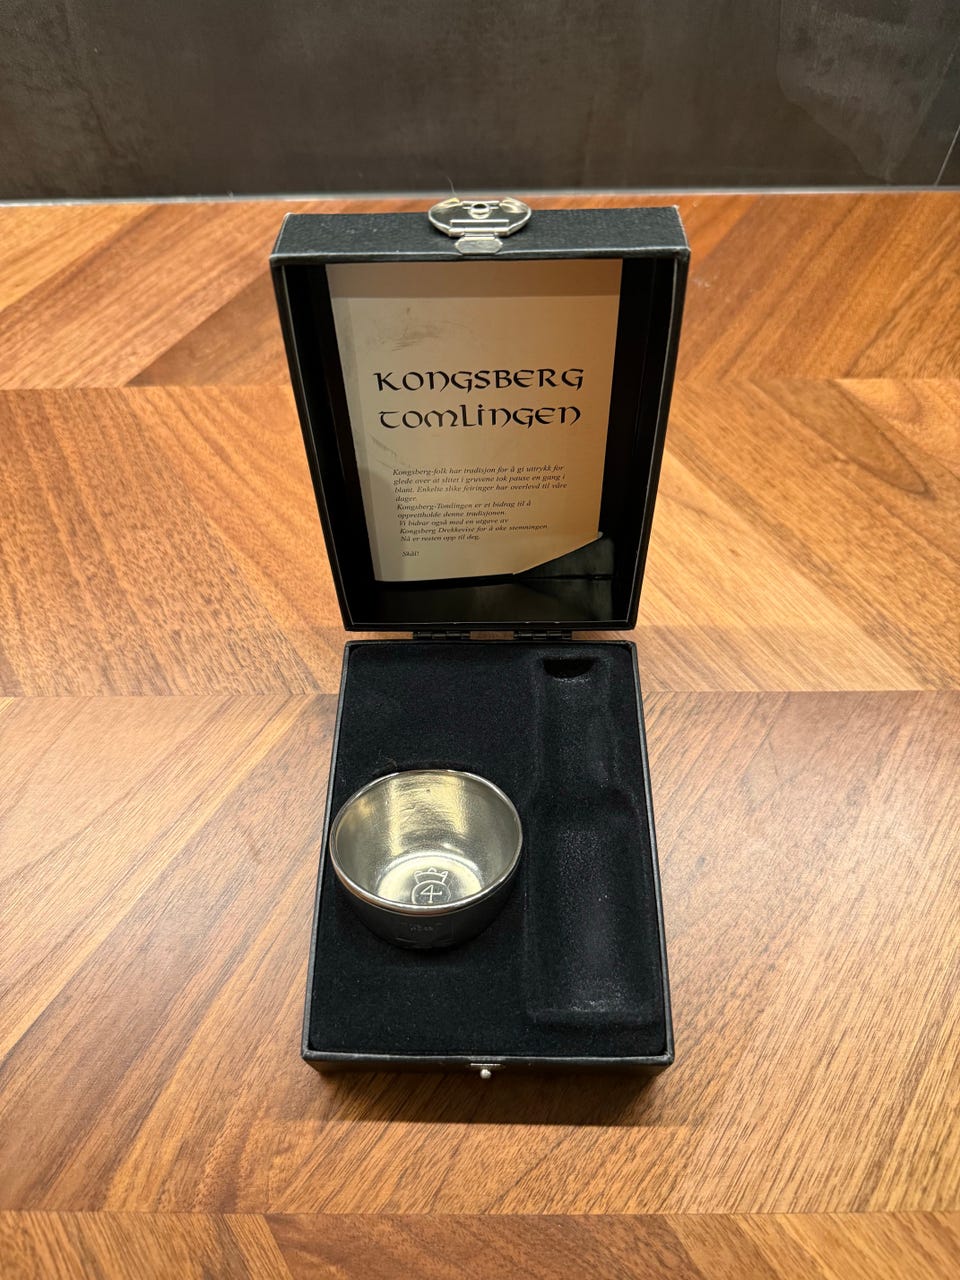 KONGSBERG
TOMLINGEN
Kongsberg-folk har tradisjon for å gi uttrykk for
glede over at slitet i gruvene tok pause en gang i
blant. Enkelte slike feiringer har overlevd til våre
dager.
Kongsberg-Tomlingen er et bidrag til å
opprettholde denne tradisjonen.
Vi bidrar også med en utgave av
Kongsberg Drekkevise for å øke stemningen.
Nå er resten opp til deg.
Skål!
4